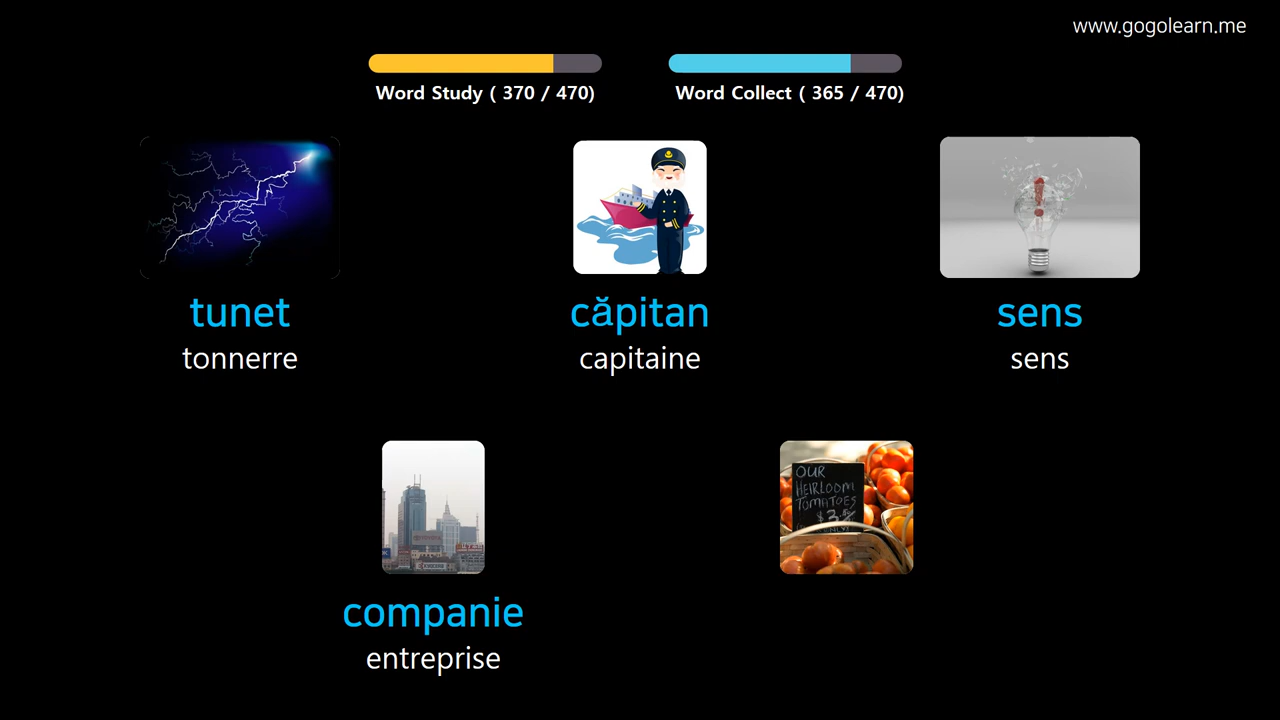 www.gogolearn.me
Word Study ( 370 / 470)
Word Collect ( 365 / 470)
tunet
tonnerre
căpitan
capitaine
sens
sens
companie
entreprise
OUR
HEIRLOOM
TOMATOES